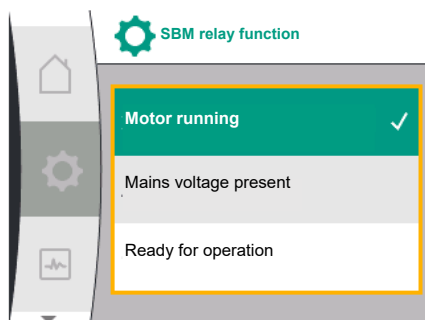 SBM relay function
Motor running
Mains voltage present
Ready for operation